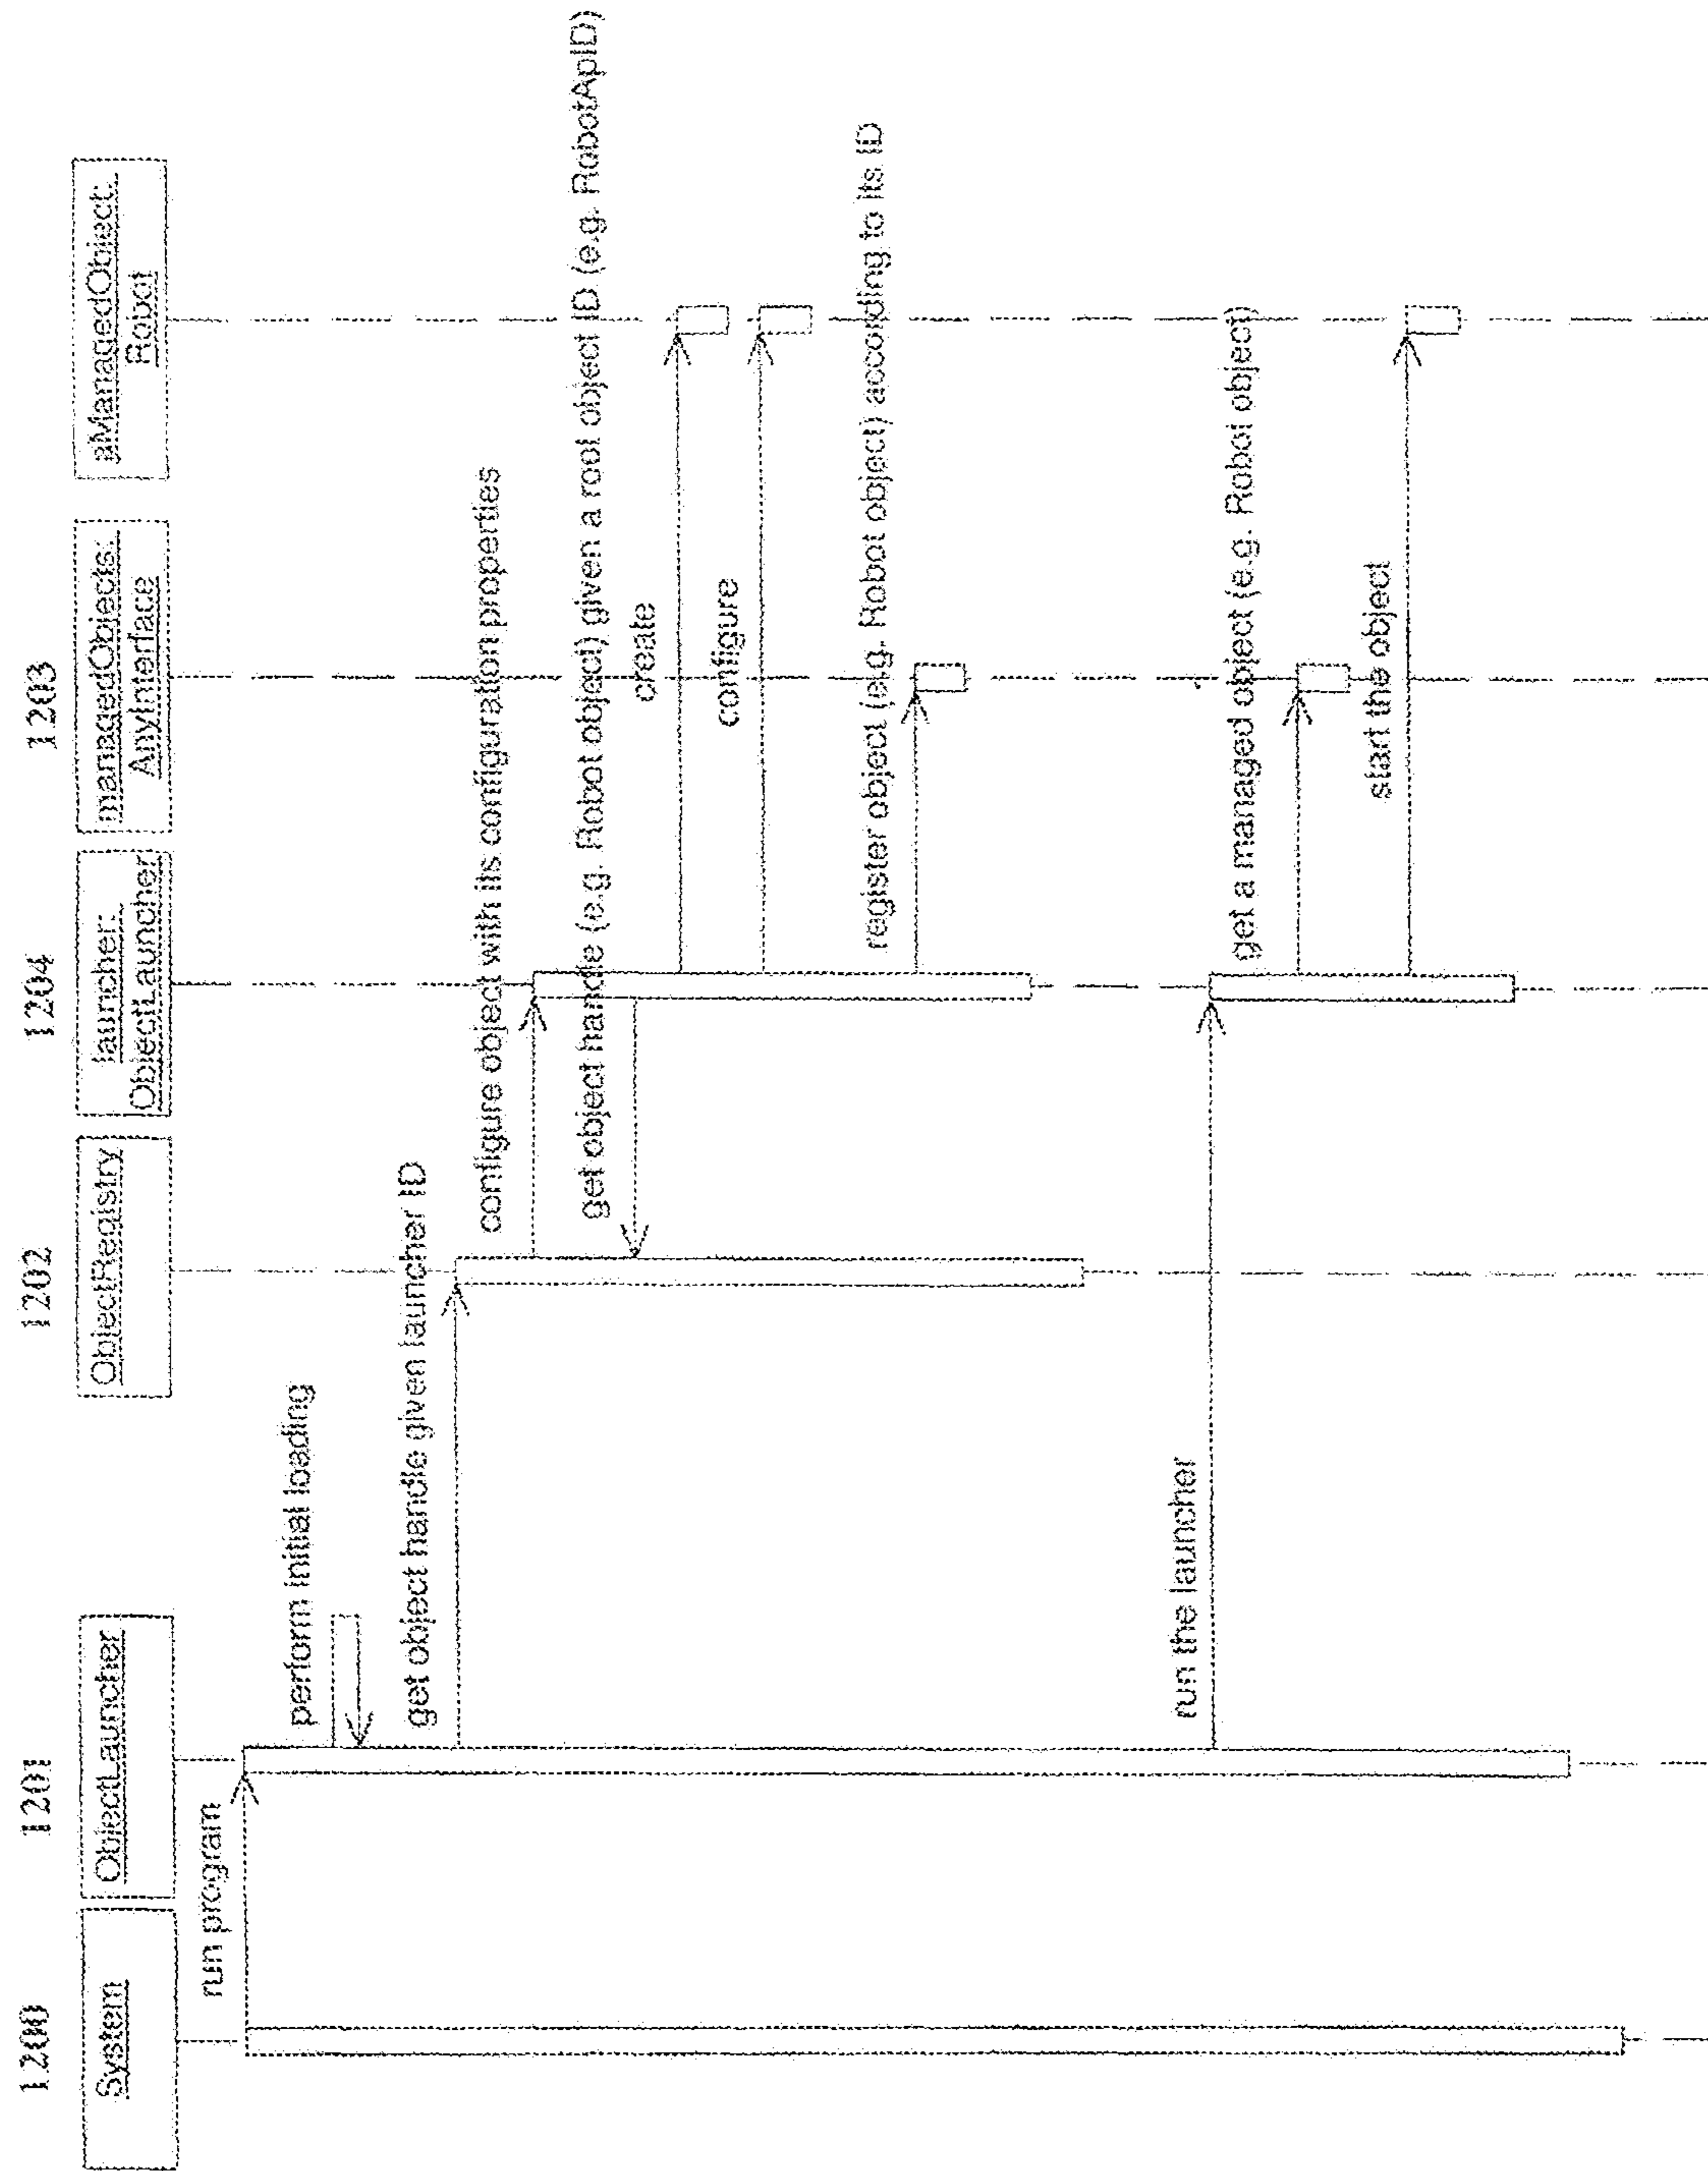 1200
1201
1202
1204
1203
System
ObjectLauncher
ObjectRegistry
launcher:
ObjectLauncher
managedObjects:
AnyInterface
aManagedObject:
Robot
run program
perform initial loading
get object handle given launcher ID
configure object with its configuration properties
get object handle (e.g. Robot object) given a root object ID (e.g. RobotApID)
create
configure
register object (e.g. Robot object) according to its ID
run the launcher
get a managed object (e.g. Robot object)
start the object